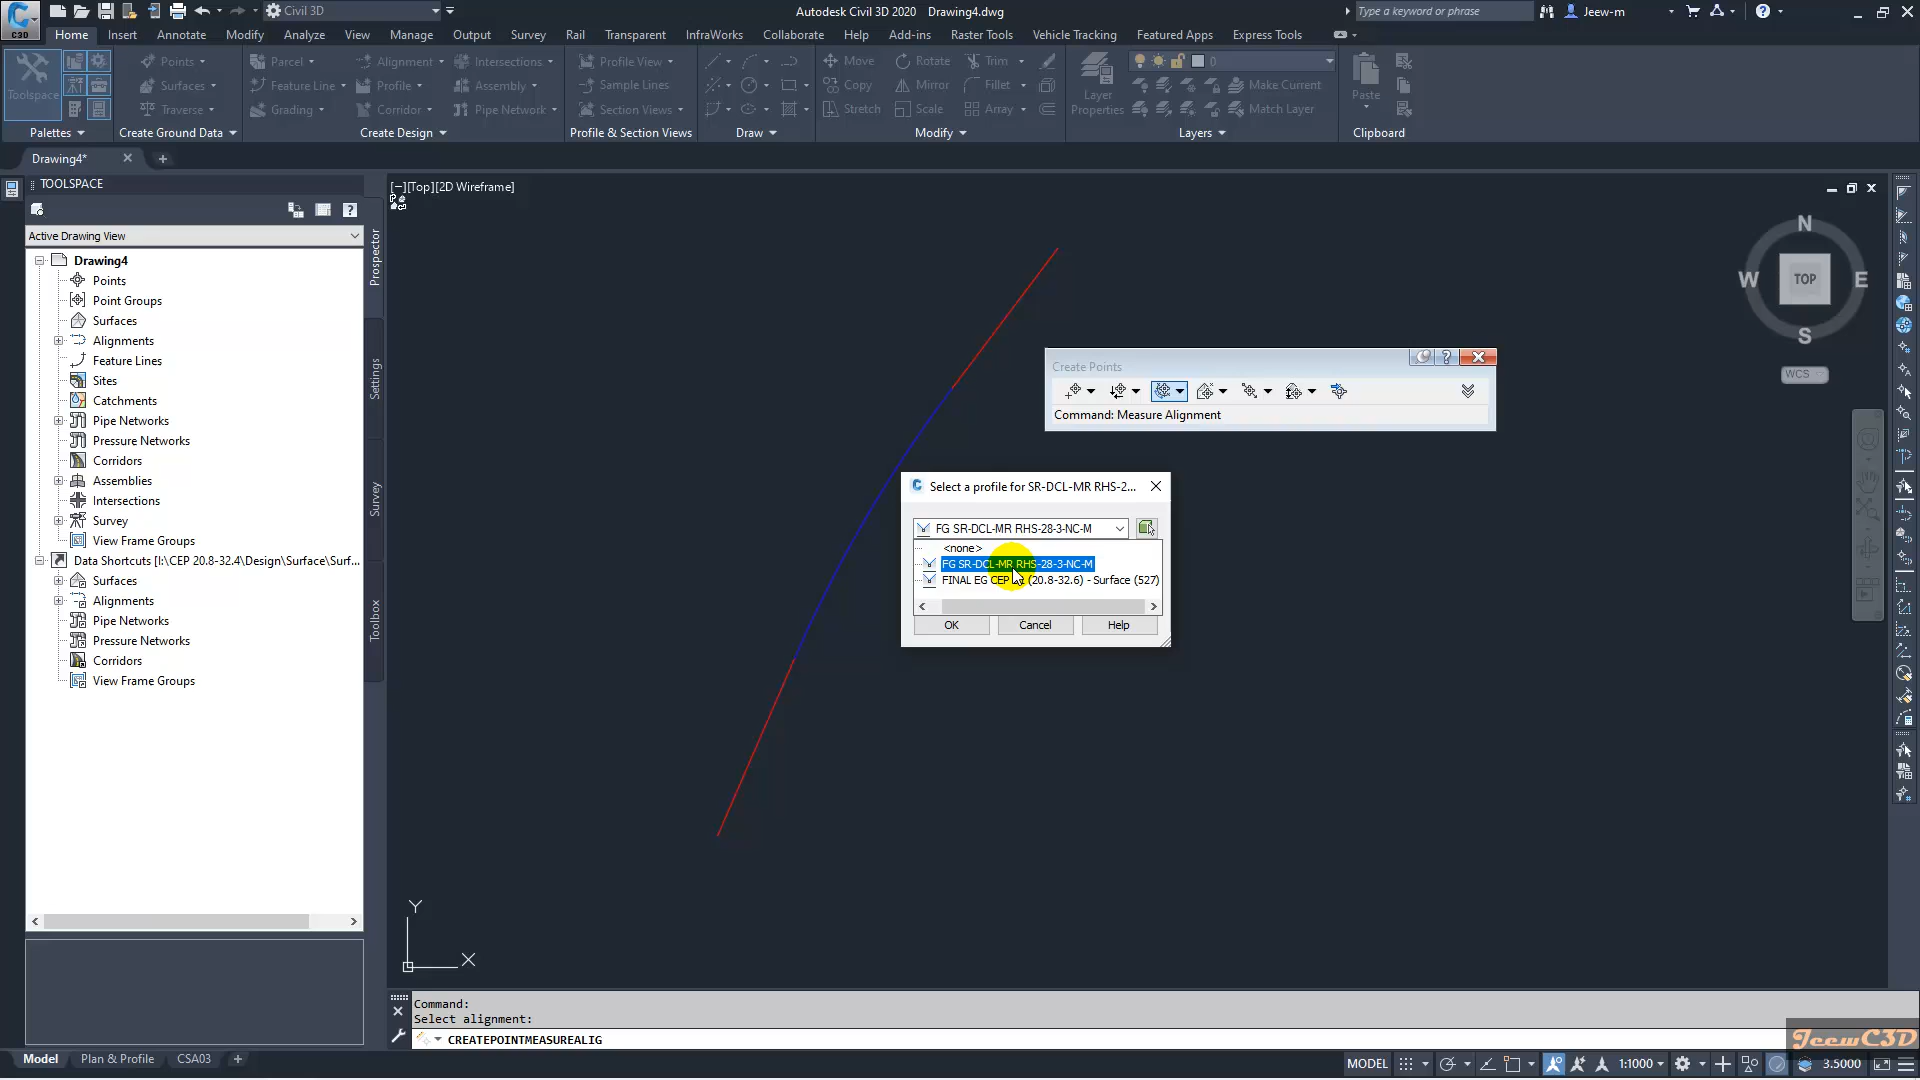 Civil 3D
Autodesk Civil 3D 2020 Drawing4.dwg
Type a keyword or phrase
Jeew-m
C3D
Home Insert Annotate Modify Analyze View Manage Output Survey Rail Transparent InfraWorks Collaborate Help Add-ins Raster Tools Vehicle Tracking Featured Apps Express Tools
Toolspace
Points
Surfaces
Traverse
Parcel
Feature Line
Grading
Alignment
Profile
Corridor
Intersections
Assembly
Pipe Network
Profile View
Sample Lines
Section Views
Move
Copy
Stretch
Rotate
Mirror
Scale
Trim
Fillet
Array
Layer
Properties
0
Make Current
Match Layer
Paste
Palettes
Create Ground Data
Create Design
Profile & Section Views
Draw
Modify
Layers
Clipboard
Drawing4*
TOOLSPACE
Active Drawing View
Drawing4
Points
Point Groups
Surfaces
Alignments
Feature Lines
Sites
Catchments
Pipe Networks
Pressure Networks
Corridors
Assemblies
Intersections
Survey
View Frame Groups
Data Shortcuts [I:\CEP 20.8-32.4\Design\Surface\Surf...
Surfaces
Alignments
Pipe Networks
Pressure Networks
Corridors
View Frame Groups
Prospector
Settings
Survey
Toolbox
[−][Top][2D Wireframe]
N
W
TOP
E
S
WCS
Create Points
Command: Measure Alignment
Select a profile for SR-DCL-MR RHS-2...
FG SR-DCL-MR RHS-28-3-NC-M
<none>
FG SR-DCL-MR RHS-28-3-NC-M
FINAL EG CEP (20.8-32.6) - Surface (527)
OK Cancel Help
Y
X
Command:
Select alignment:
CREATEPOINTMEASUREALIG
Model Plan & Profile CSA03
MODEL
1:1000
3.5000
JeewC3D